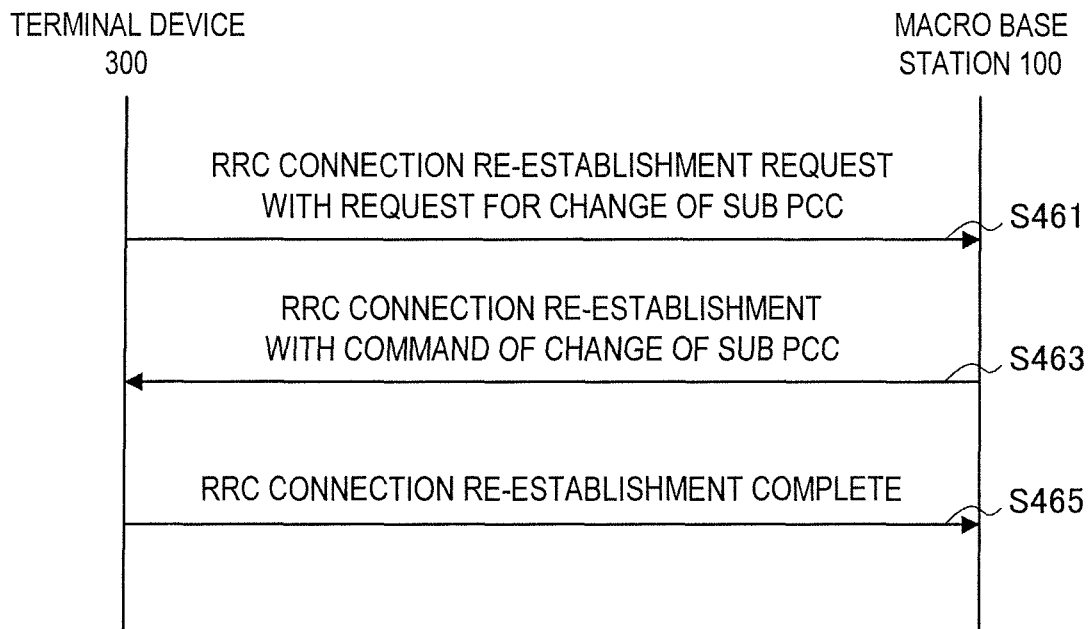 TERMINAL DEVICE
300
MACRO BASE
STATION 100
RRC CONNECTION RE-ESTABLISHMENT REQUEST
WITH REQUEST FOR CHANGE OF SUB PCC
S461
RRC CONNECTION RE-ESTABLISHMENT
WITH COMMAND OF CHANGE OF SUB PCC
S463
RRC CONNECTION RE-ESTABLISHMENT COMPLETE
S465